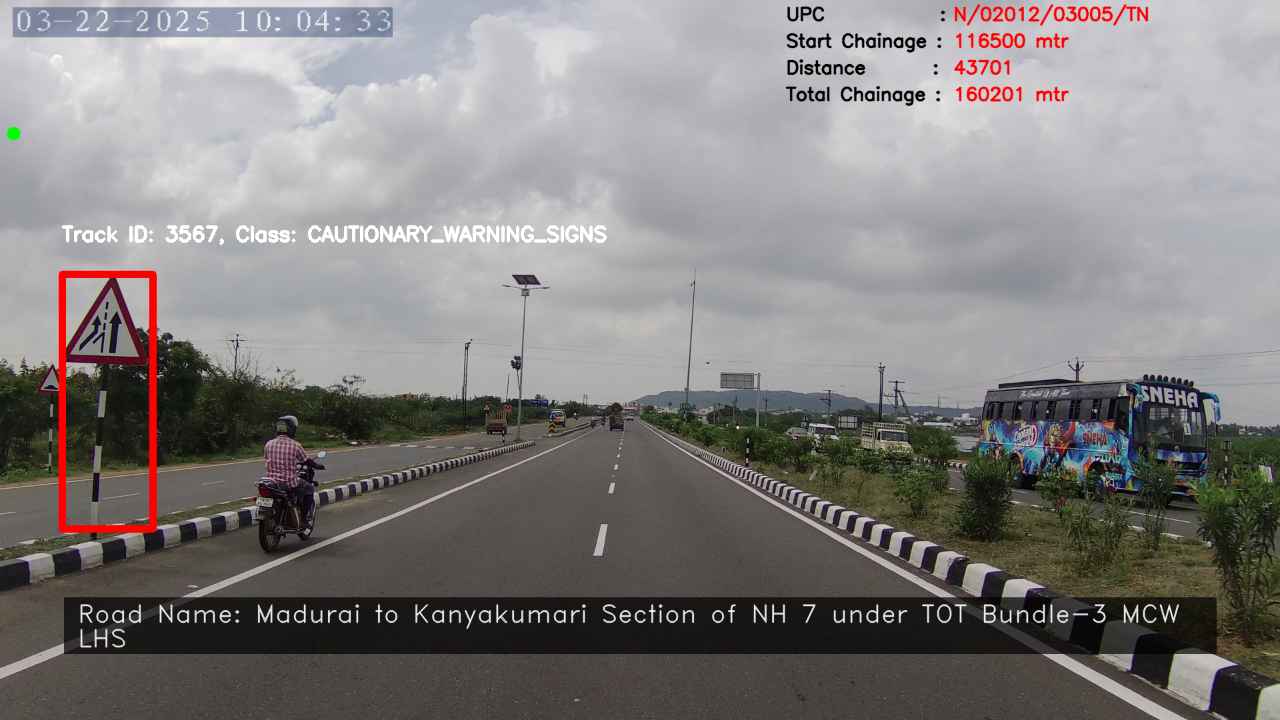 03-22-2025 10:04:33
UPC : N/02012/03005/TN
Start Chainage : 116500 mtr
Distance : 43701
Total Chainage : 160201 mtr
Track ID: 3567, Class: CAUTIONARY_WARNING_SIGNS
SNEHA
SNEHA
Road Name: Madurai to Kanyakumari Section of NH 7 under TOT Bundle-3 MCW
LHS